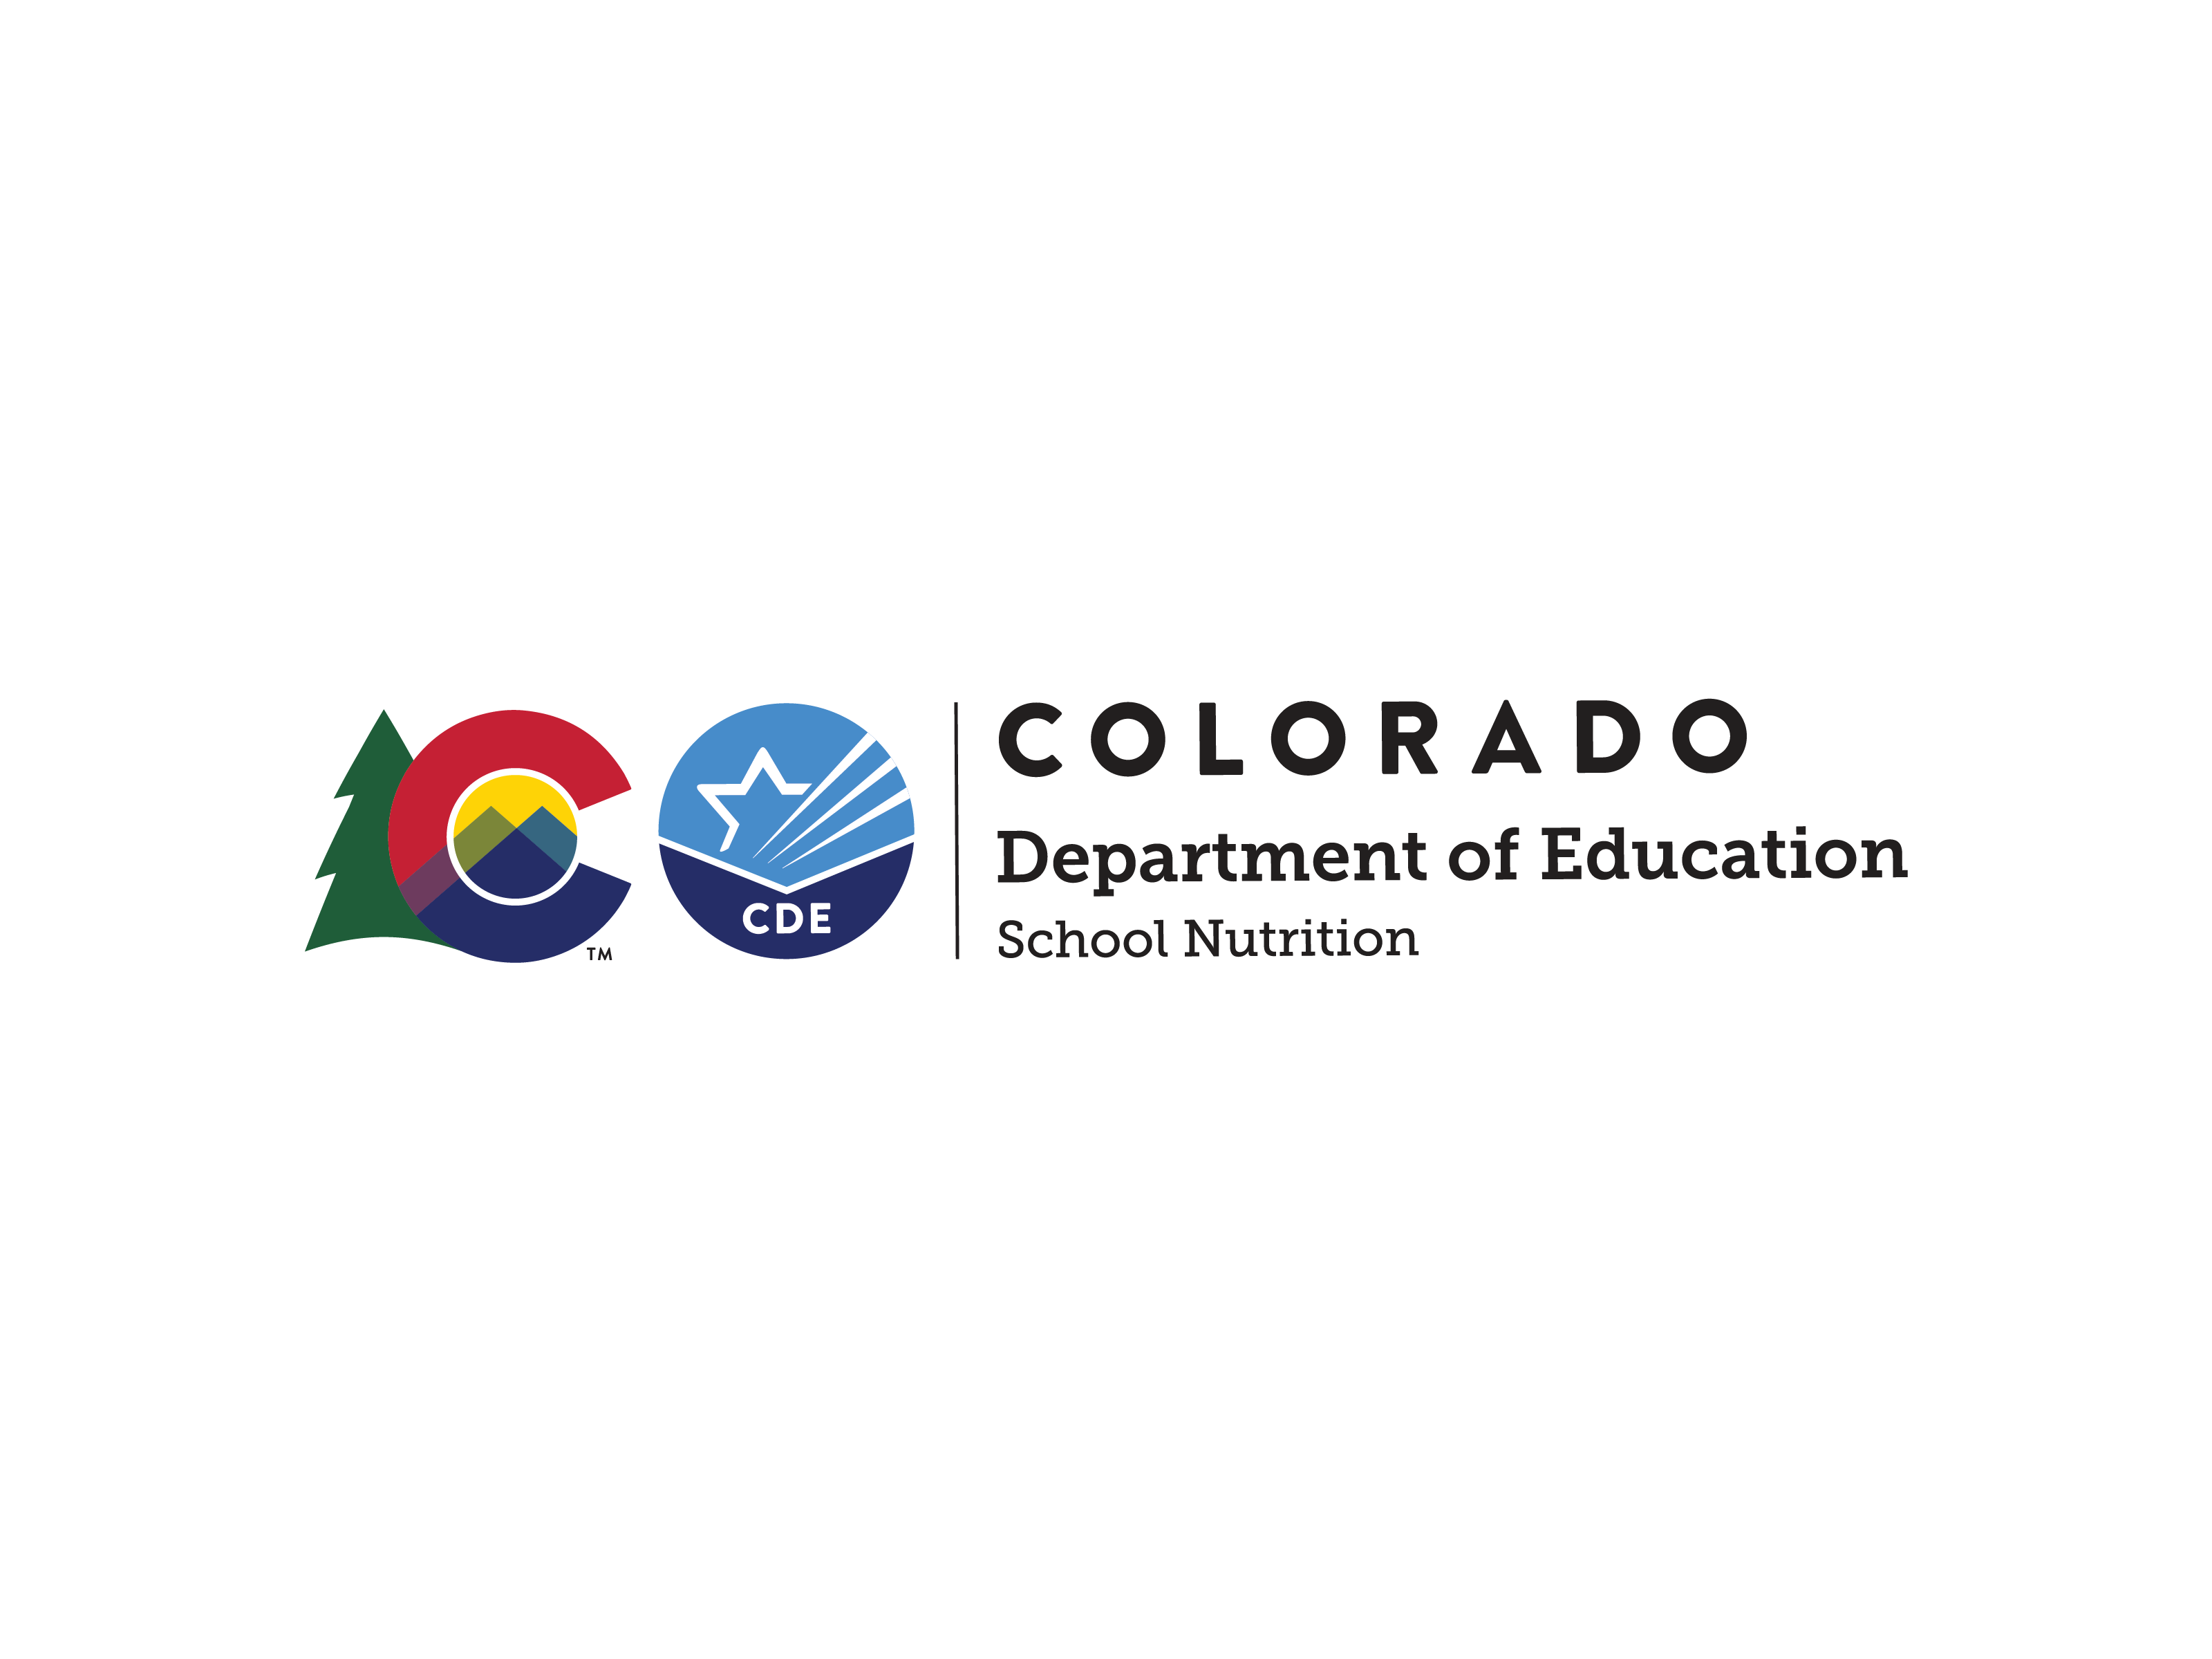 COLORADO
Department of Education
School Nutrition
CDE
TM